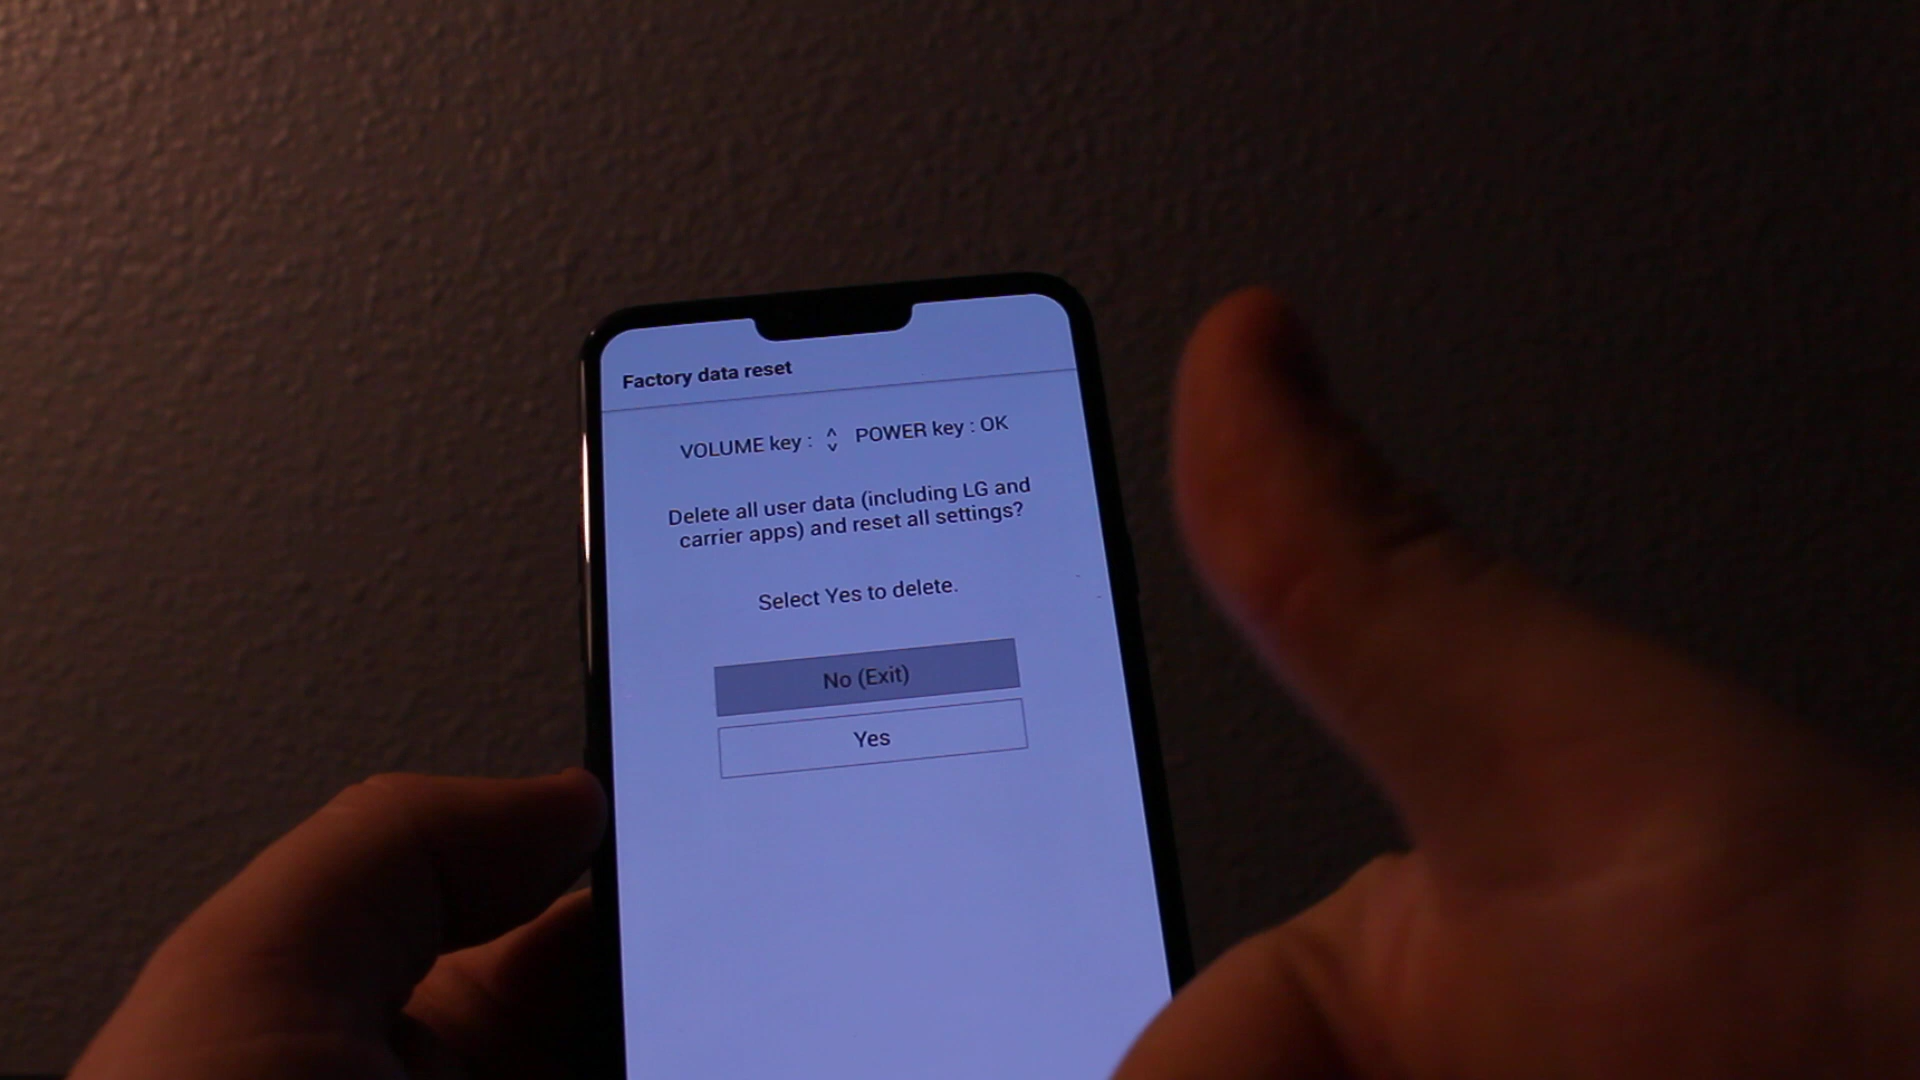 Factory data reset
VOLUME key : ^ v POWER key : OK
Delete all user data (including LG and
carrier apps) and reset all settings?
Select Yes to delete.
No (Exit)
Yes